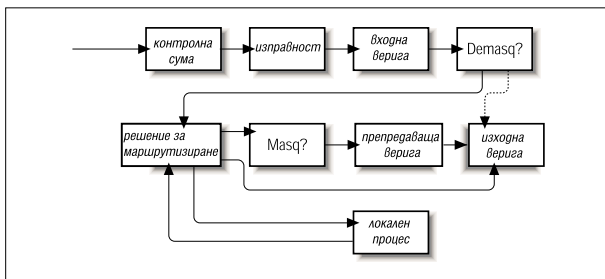 контролна
сума
изправност
входна
верига
Demasq?
решение за
маршрутизиране
Masq?
препредаваща
верига
изходна
верига
локален
процес